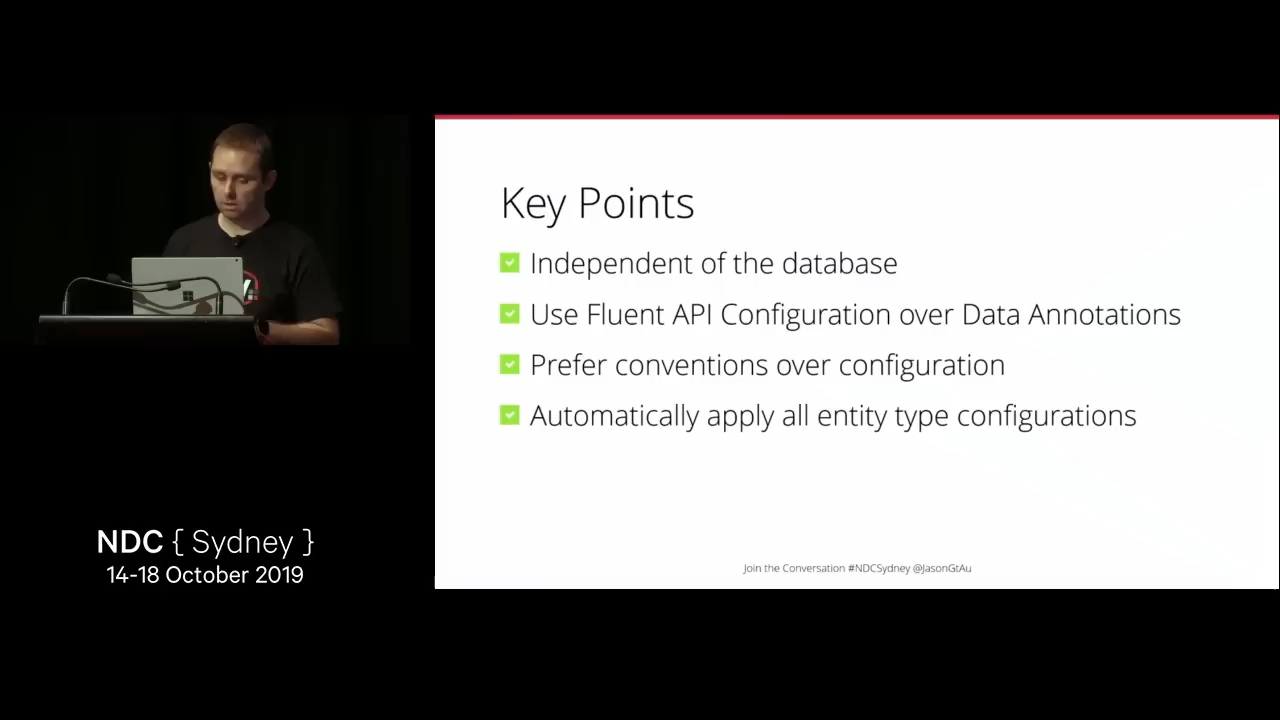 Key Points
Independent of the database
Use Fluent API Configuration over Data Annotations
Prefer conventions over configuration
Automatically apply all entity type configurations
Join the Conversation #NDCSydney @JasonGtAu
NDC { Sydney }
14-18 October 2019